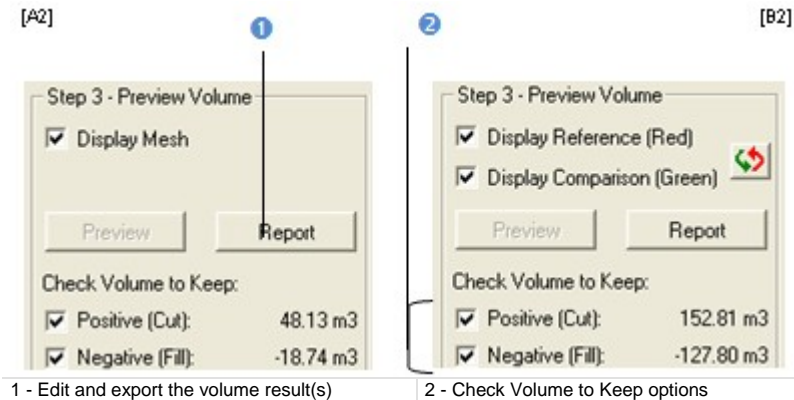 [A2]
1
2
[B2]
Step 3 - Preview Volume
Display Mesh
Preview
Report
Check Volume to Keep:
Positive (Cut): 48.13 m3
Negative (Fill): -18.74 m3
Step 3 - Preview Volume
Display Reference (Red)
Display Comparison (Green)
Preview
Report
Check Volume to Keep:
Positive (Cut): 152.81 m3
Negative (Fill): -127.80 m3
1 - Edit and export the volume result(s)
2 - Check Volume to Keep options